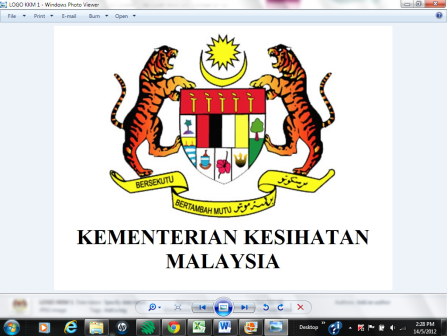 LOGO KKM 1 - Windows Photo Viewer
File Print E-mail Burn Open
BERSEKUTU
BERTAMBAH MUTU
KEMENTERIAN KESIHATAN
MALAYSIA
Desktop
2:28 PM
14/5/2012